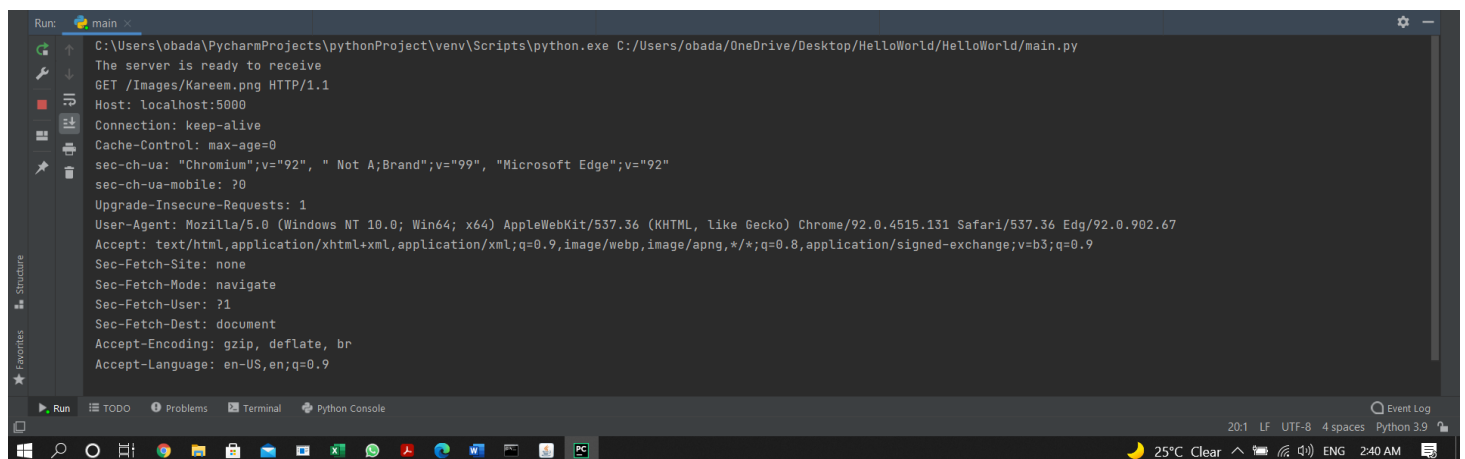 Run: main
C:\Users\obada\PycharmProjects\pythonProject\venv\Scripts\python.exe C:/Users/obada/OneDrive/Desktop/HelloWorld/HelloWorld/main.py
The server is ready to receive
GET /Images/Kareem.png HTTP/1.1
Host: localhost:5000
Connection: keep-alive
Cache-Control: max-age=0
sec-ch-ua: "Chromium";v="92", " Not A;Brand";v="99", "Microsoft Edge";v="92"
sec-ch-ua-mobile: ?0
Upgrade-Insecure-Requests: 1
User-Agent: Mozilla/5.0 (Windows NT 10.0; Win64; x64) AppleWebKit/537.36 (KHTML, like Gecko) Chrome/92.0.4515.131 Safari/537.36 Edg/92.0.902.67
Accept: text/html,application/xhtml+xml,application/xml;q=0.9,image/webp,image/apng,*/*;q=0.8,application/signed-exchange;v=b3;q=0.9
Sec-Fetch-Site: none
Sec-Fetch-Mode: navigate
Sec-Fetch-User: ?1
Sec-Fetch-Dest: document
Accept-Encoding: gzip, deflate, br
Accept-Language: en-US,en;q=0.9
Structure
Favorites
Run TODO Problems Terminal Python Console Event Log
20:1 LF UTF-8 4 spaces Python 3.9
PC 25°C Clear ENG 2:40 AM